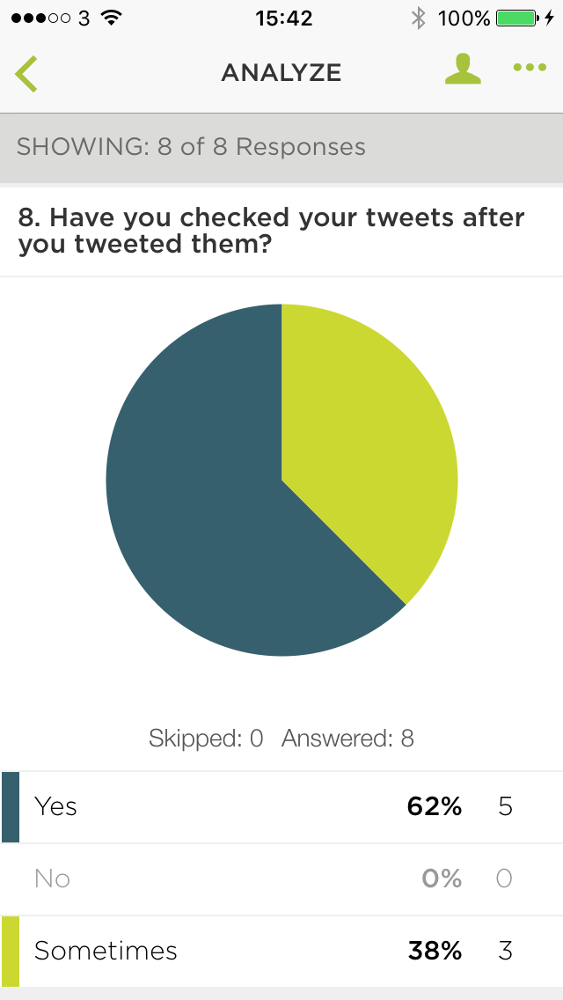 3 15:42 100%
ANALYZE
SHOWING: 8 of 8 Responses
8. Have you checked your tweets after
you tweeted them?
Skipped: 0 Answered: 8
Yes 62% 5
No 0% 0
Sometimes 38% 3